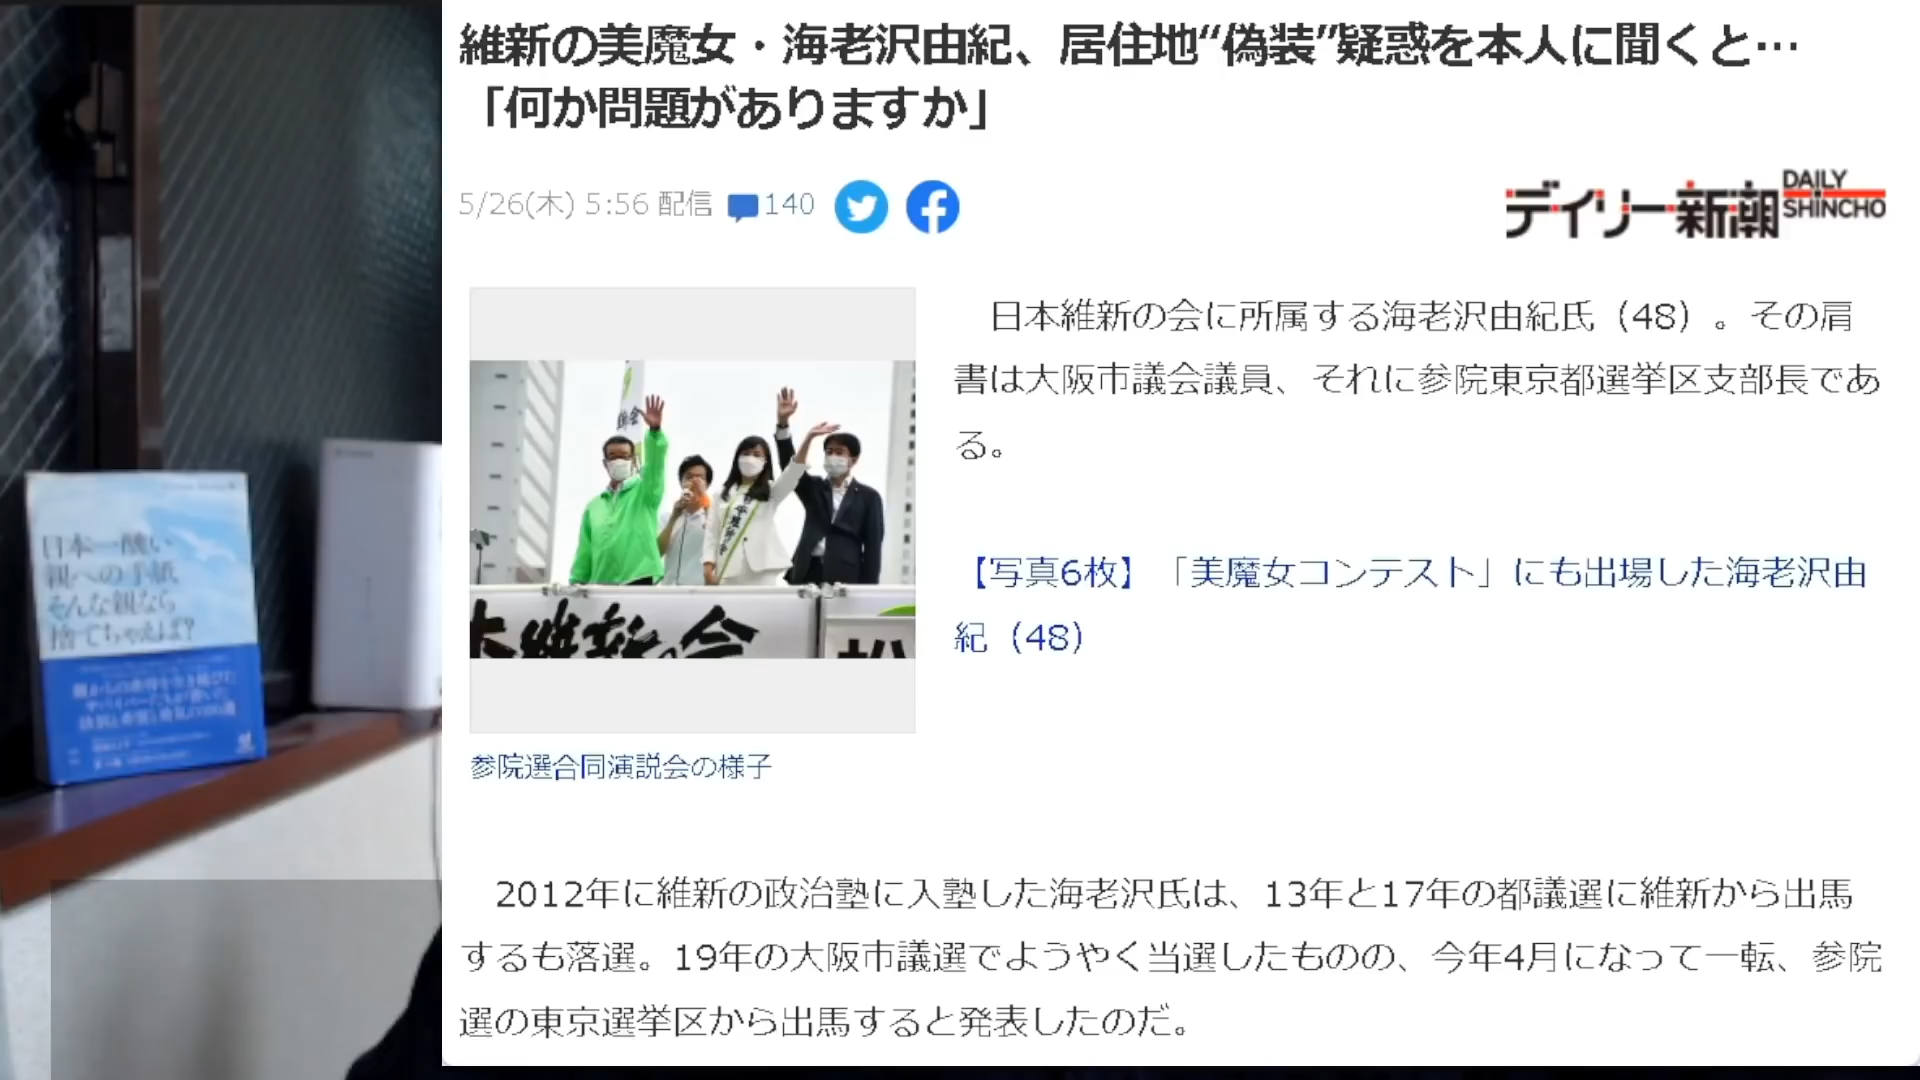 維新の美魔女・海老沢由紀、居住地“偽装”疑惑を本人に聞くと…
「何か問題がありますか」
5/26(木) 5:56 配信 140
デイリー新潮 DAILY SHINCHO
日本維新の会に所属する海老沢由紀氏（48）。その肩
書は大阪市議会議員、それに参院東京都選挙区支部長であ
る。
【写真6枚】「美魔女コンテスト」にも出場した海老沢由
紀（48）
参院選合同演説会の様子
2012年に維新の政治塾に入塾した海老沢氏は、13年と17年の都議選に維新から出馬
するも落選。19年の大阪市議選でようやく当選したものの、今年4月になって一転、参院
選の東京選挙区から出馬すると発表したのだ。
日本一醜い
親への手紙
そんな親なら
捨てちゃえば?